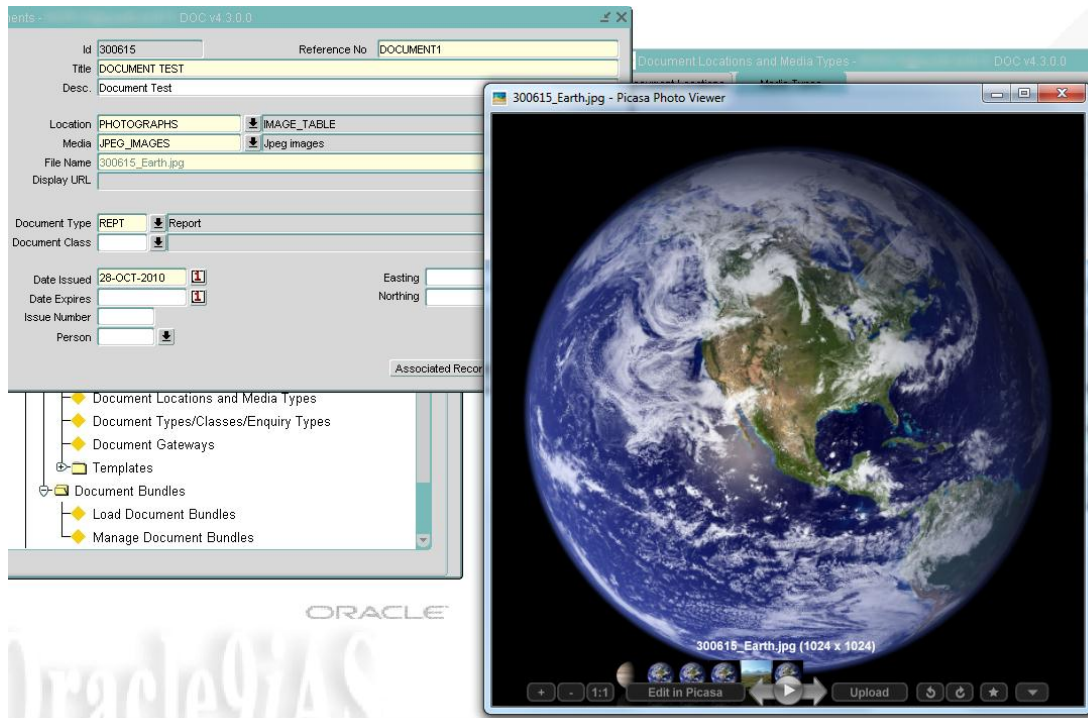 ents - DOC v4.3.0.0
Id 300615 Reference No DOCUMENT1
Title DOCUMENT TEST
Desc. Document Test
Location PHOTOGRAPHS IMAGE_TABLE
Media JPEG_IMAGES Jpeg images
File Name 300615_Earth.jpg
Display URL
Document Type REPT Report
Document Class
Date Issued 28-OCT-2010 1 Easting
Date Expires 1 Northing
Issue Number
Person
Associated Recor
Document Locations and Media Types - DOC v4.3.0.0
Document Locations Media Types
300615_Earth.jpg - Picasa Photo Viewer
300615_Earth.jpg (1024 x 1024)
+ - 1:1 Edit in Picasa Upload
Document Locations and Media Types
Document Types/Classes/Enquiry Types
Document Gateways
Templates
Document Bundles
Load Document Bundles
Manage Document Bundles
ORACLE
Oracle9iAS